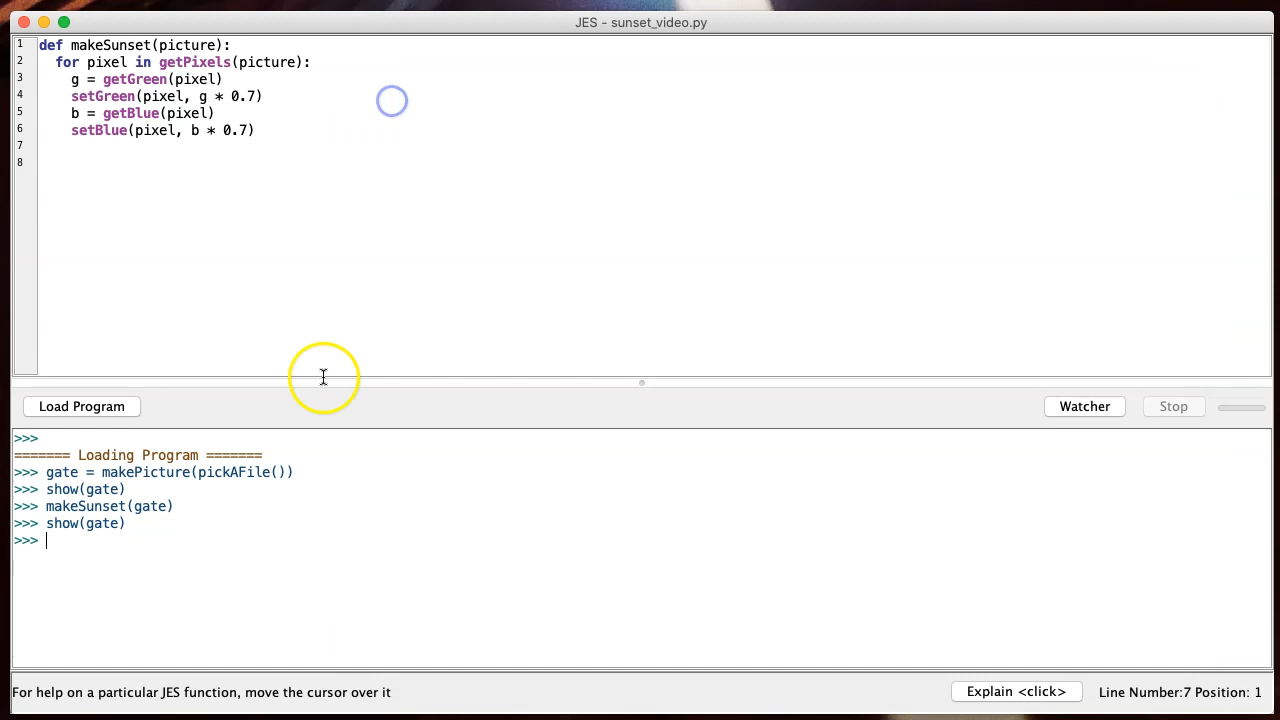 JES - sunset_video.py
1 def makeSunset(picture):
2 for pixel in getPixels(picture):
3 g = getGreen(pixel)
4 setGreen(pixel, g * 0.7)
5 b = getBlue(pixel)
6 setBlue(pixel, b * 0.7)
7
8
Load Program Watcher Stop
>>>
======= Loading Program =======
>>> gate = makePicture(pickAFile())
>>> show(gate)
>>> makeSunset(gate)
>>> show(gate)
>>>
For help on a particular JES function, move the cursor over it Explain <click> Line Number:7 Position: 1